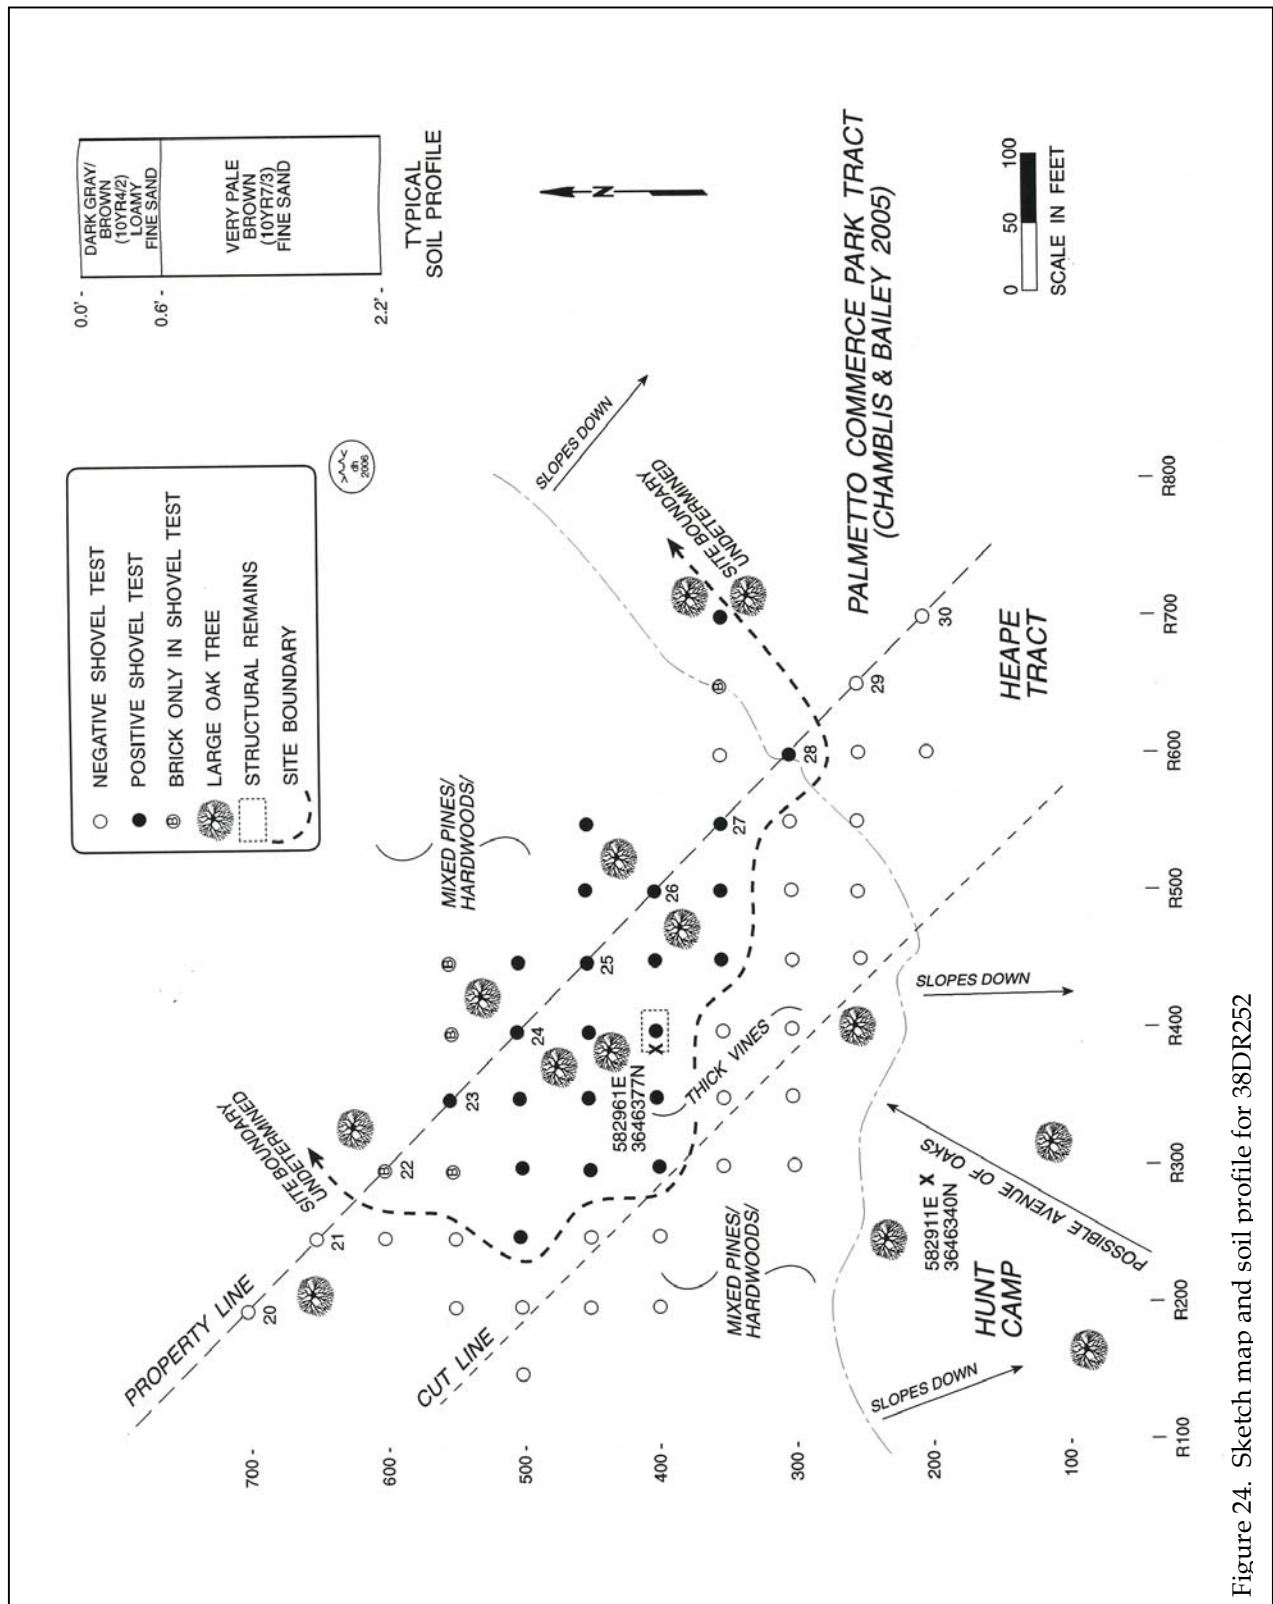 0.0' -
DARK GRAY/
BROWN
(10YR4/2)
LOAMY
FINE SAND
0.6' -
VERY PALE
BROWN
(10YR7/3)
FINE SAND
2.2' -
TYPICAL
SOIL PROFILE
NEGATIVE SHOVEL TEST
POSITIVE SHOVEL TEST
B BRICK ONLY IN SHOVEL TEST
LARGE OAK TREE
STRUCTURAL REMAINS
SITE BOUNDARY
dh
2006
N
PALMETTO COMMERCE PARK TRACT
(CHAMBLIS & BAILEY 2005)
0 50 100
SCALE IN FEET
SLOPES DOWN
SITE BOUNDARY
UNDETERMINED
MIXED PINES/
HARDWOODS/
SITE BOUNDARY
UNDETERMINED
PROPERTY LINE
CUT LINE
20
21
B 22
23
24
25
26
27
28
29
30
B
B
B
B
582961E
3646377N
X
THICK VINES
HEAPE
TRACT
MIXED PINES/
HARDWOODS/
SLOPES DOWN
POSSIBLE AVENUE OF OAKS
582911E X
3646340N
HUNT
CAMP
SLOPES DOWN
700 -
600 -
500 -
400 -
300 -
200 -
100 -
R100
R200
R300
R400
R500
R600
R700
R800
Figure 24. Sketch map and soil profile for 38DR252